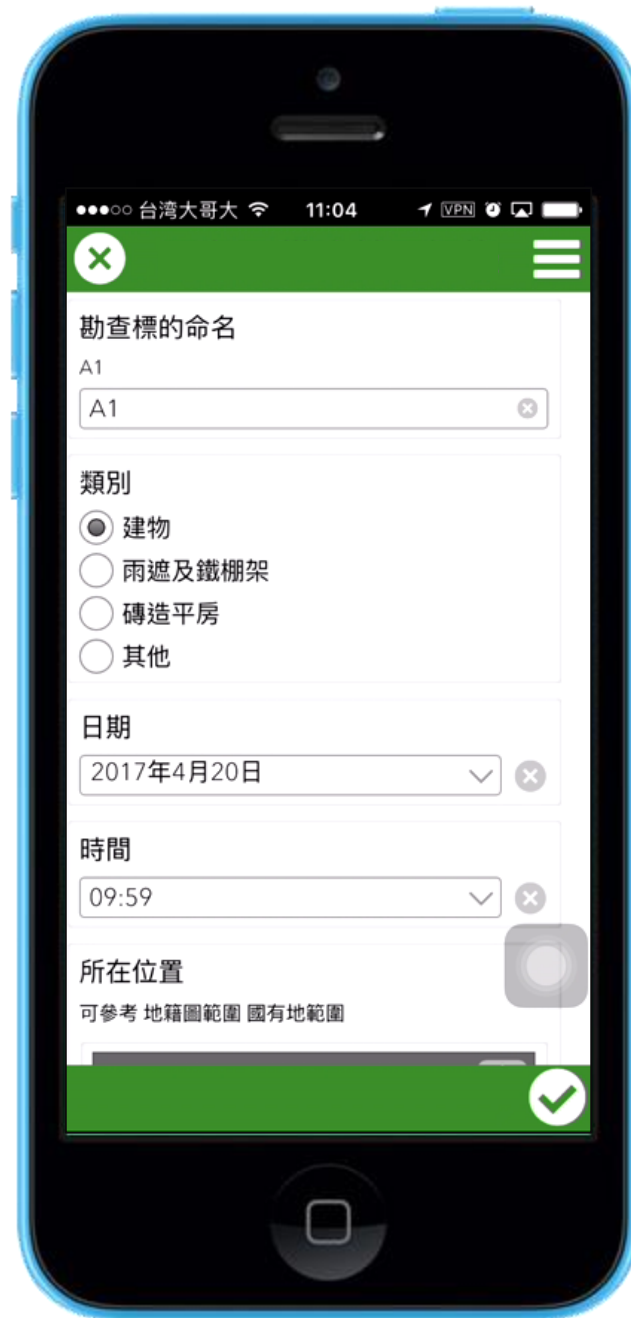 台湾大哥大 11:04 VPN
勘查標的命名
A1
A1
類別
建物
雨遮及鐵棚架
磚造平房
其他
日期
2017年4月20日
時間
09:59
所在位置
可參考 地籍圖範圍 國有地範圍